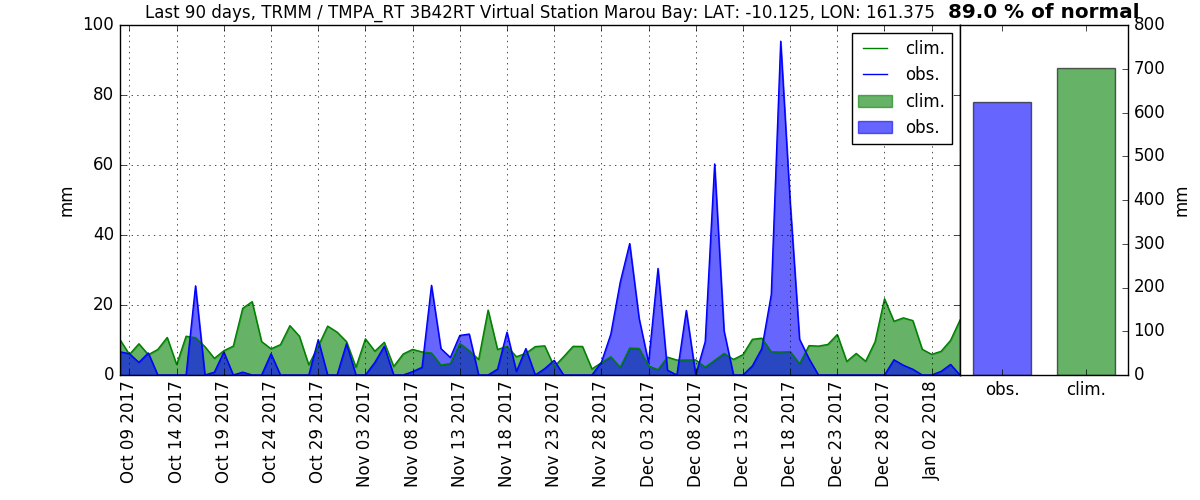 Last 90 days, TRMM / TMPA_RT 3B42RT Virtual Station Marou Bay: LAT: -10.125, LON: 161.375 89.0 % of normal
100
80
60
40
20
0
mm
clim.
obs.
clim.
obs.
Oct 09 2017
Oct 14 2017
Oct 19 2017
Oct 24 2017
Oct 29 2017
Nov 03 2017
Nov 08 2017
Nov 13 2017
Nov 18 2017
Nov 23 2017
Nov 28 2017
Dec 03 2017
Dec 08 2017
Dec 13 2017
Dec 18 2017
Dec 23 2017
Dec 28 2017
Jan 02 2018
800
700
600
500
400
300
200
100
0
mm
obs.
clim.